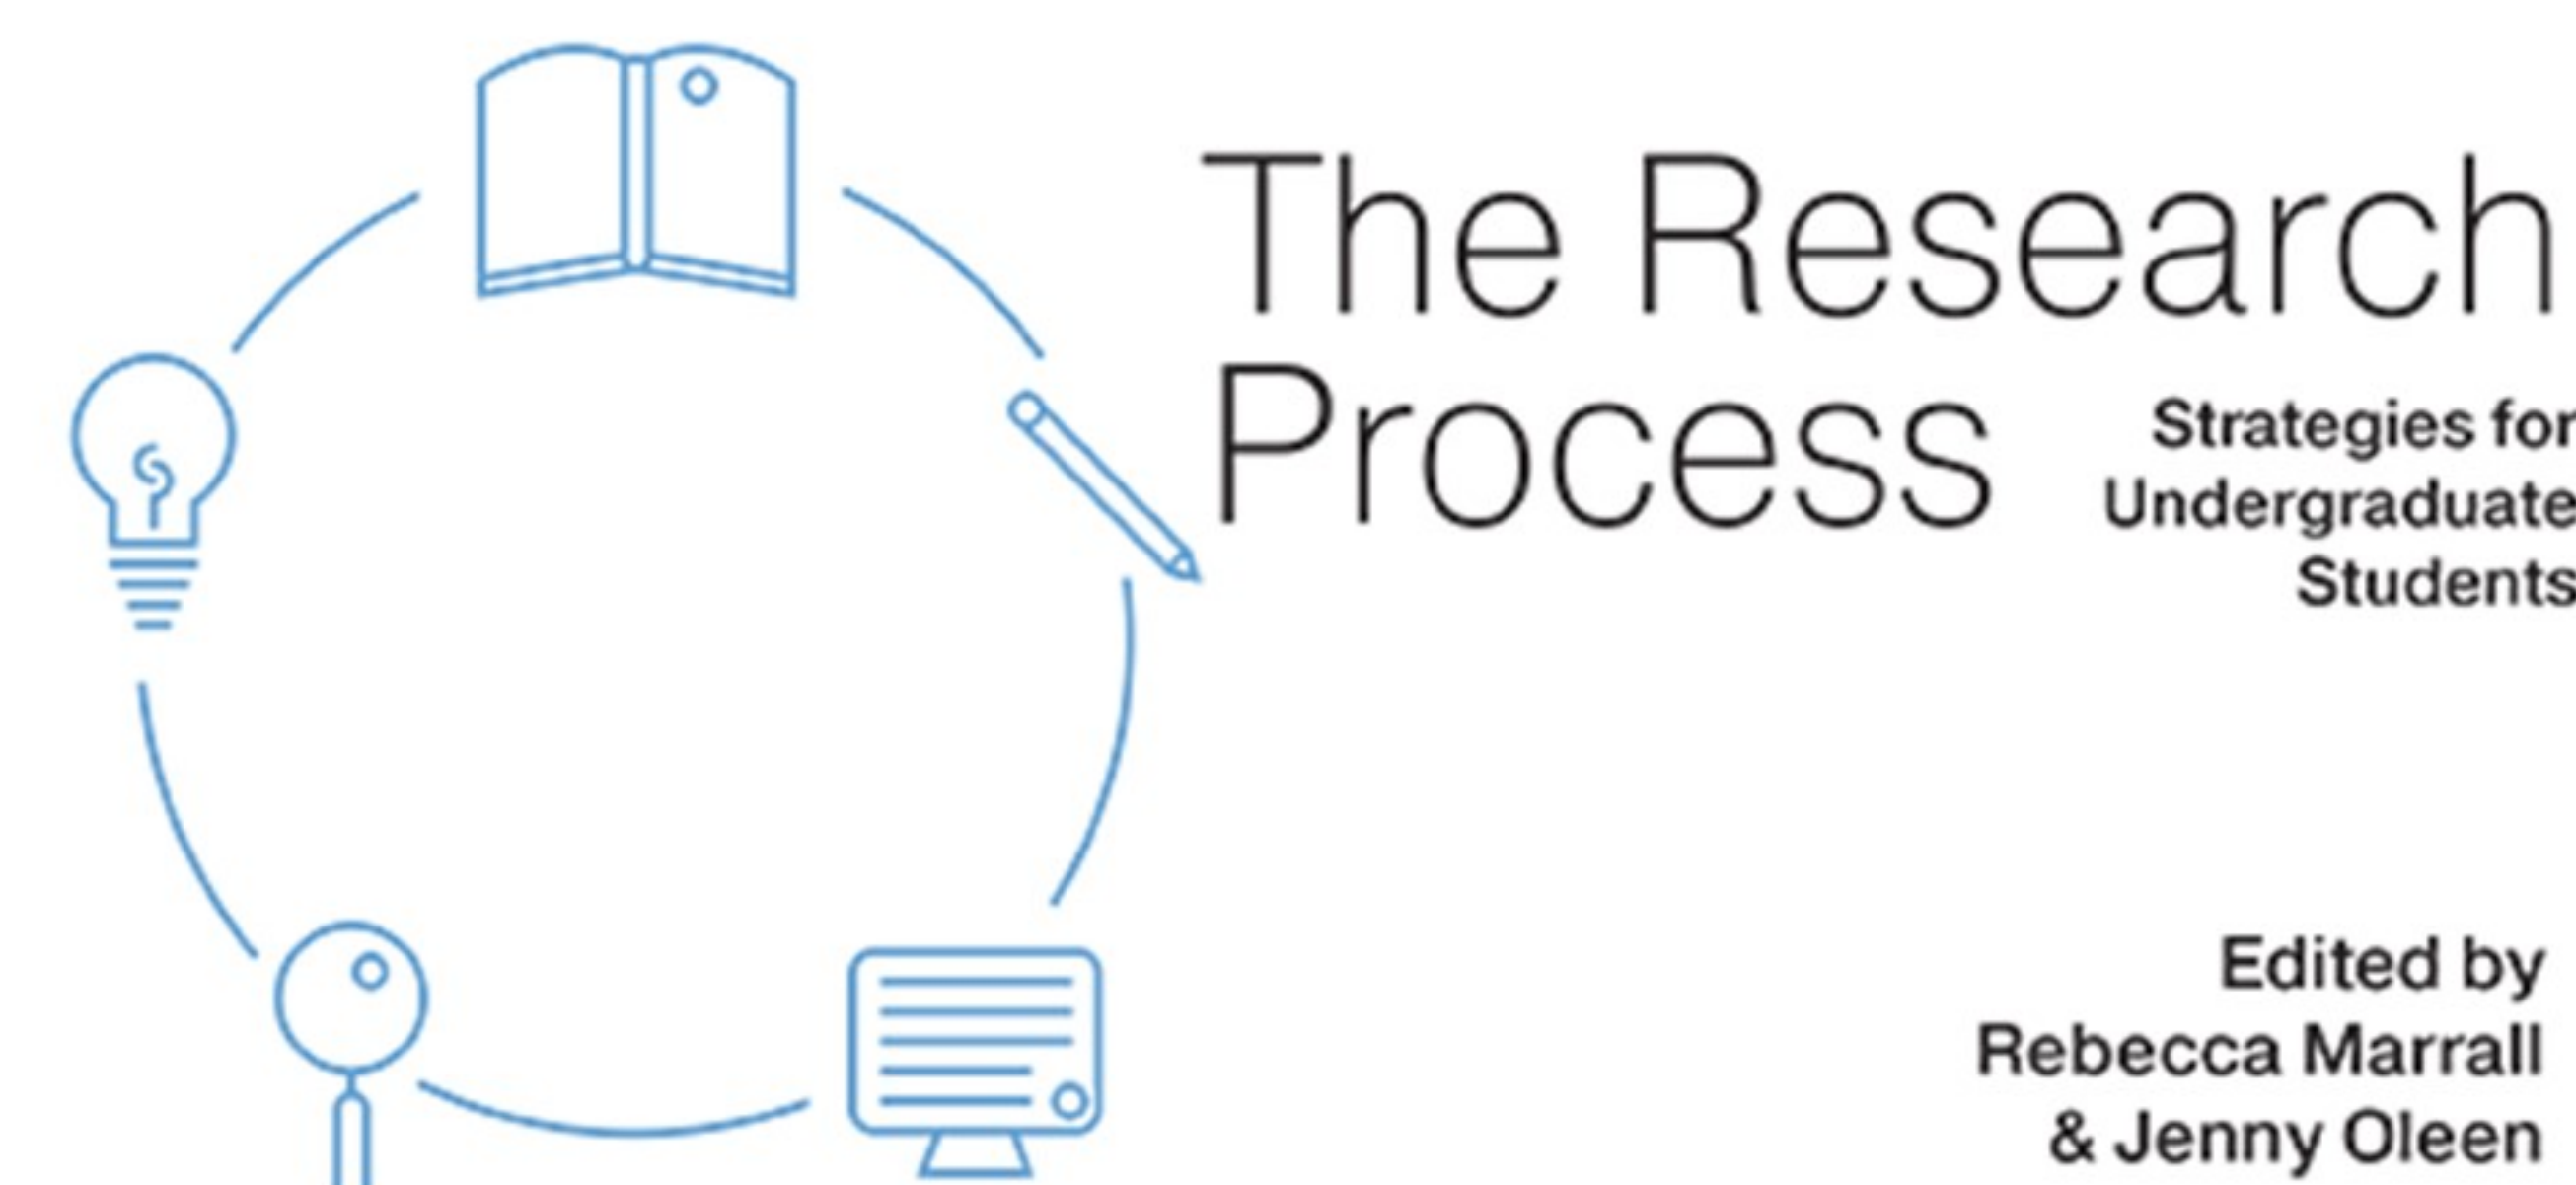 The Research
Process
Strategies for
Undergraduate
Students
Edited by
Rebecca Marrall
& Jenny Oleen